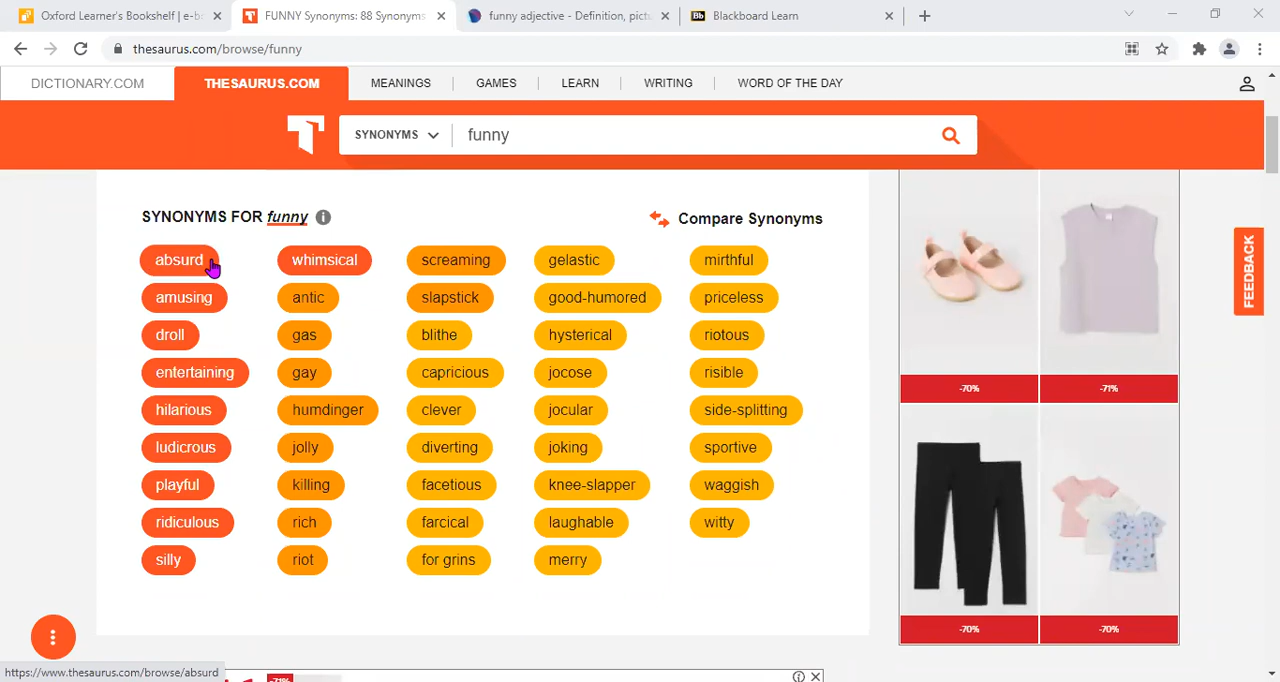 Oxford Learner's Bookshelf | e-b
FUNNY Synonyms: 88 Synonyms
funny adjective - Definition, pictu
Bb Blackboard Learn
thesaurus.com/browse/funny
DICTIONARY.COM THESAURUS.COM MEANINGS GAMES LEARN WRITING WORD OF THE DAY
SYNONYMS funny
SYNONYMS FOR funny
Compare Synonyms
absurd whimsical screaming gelastic mirthful
amusing antic slapstick good-humored priceless
droll gas blithe hysterical riotous
entertaining gay capricious jocose risible
hilarious humdinger clever jocular side-splitting
ludicrous jolly diverting joking sportive
playful killing facetious knee-slapper waggish
ridiculous rich farcical laughable witty
silly riot for grins merry
-70% -71%
-70% -70%
FEEDBACK
https://www.thesaurus.com/browse/absurd
-71%